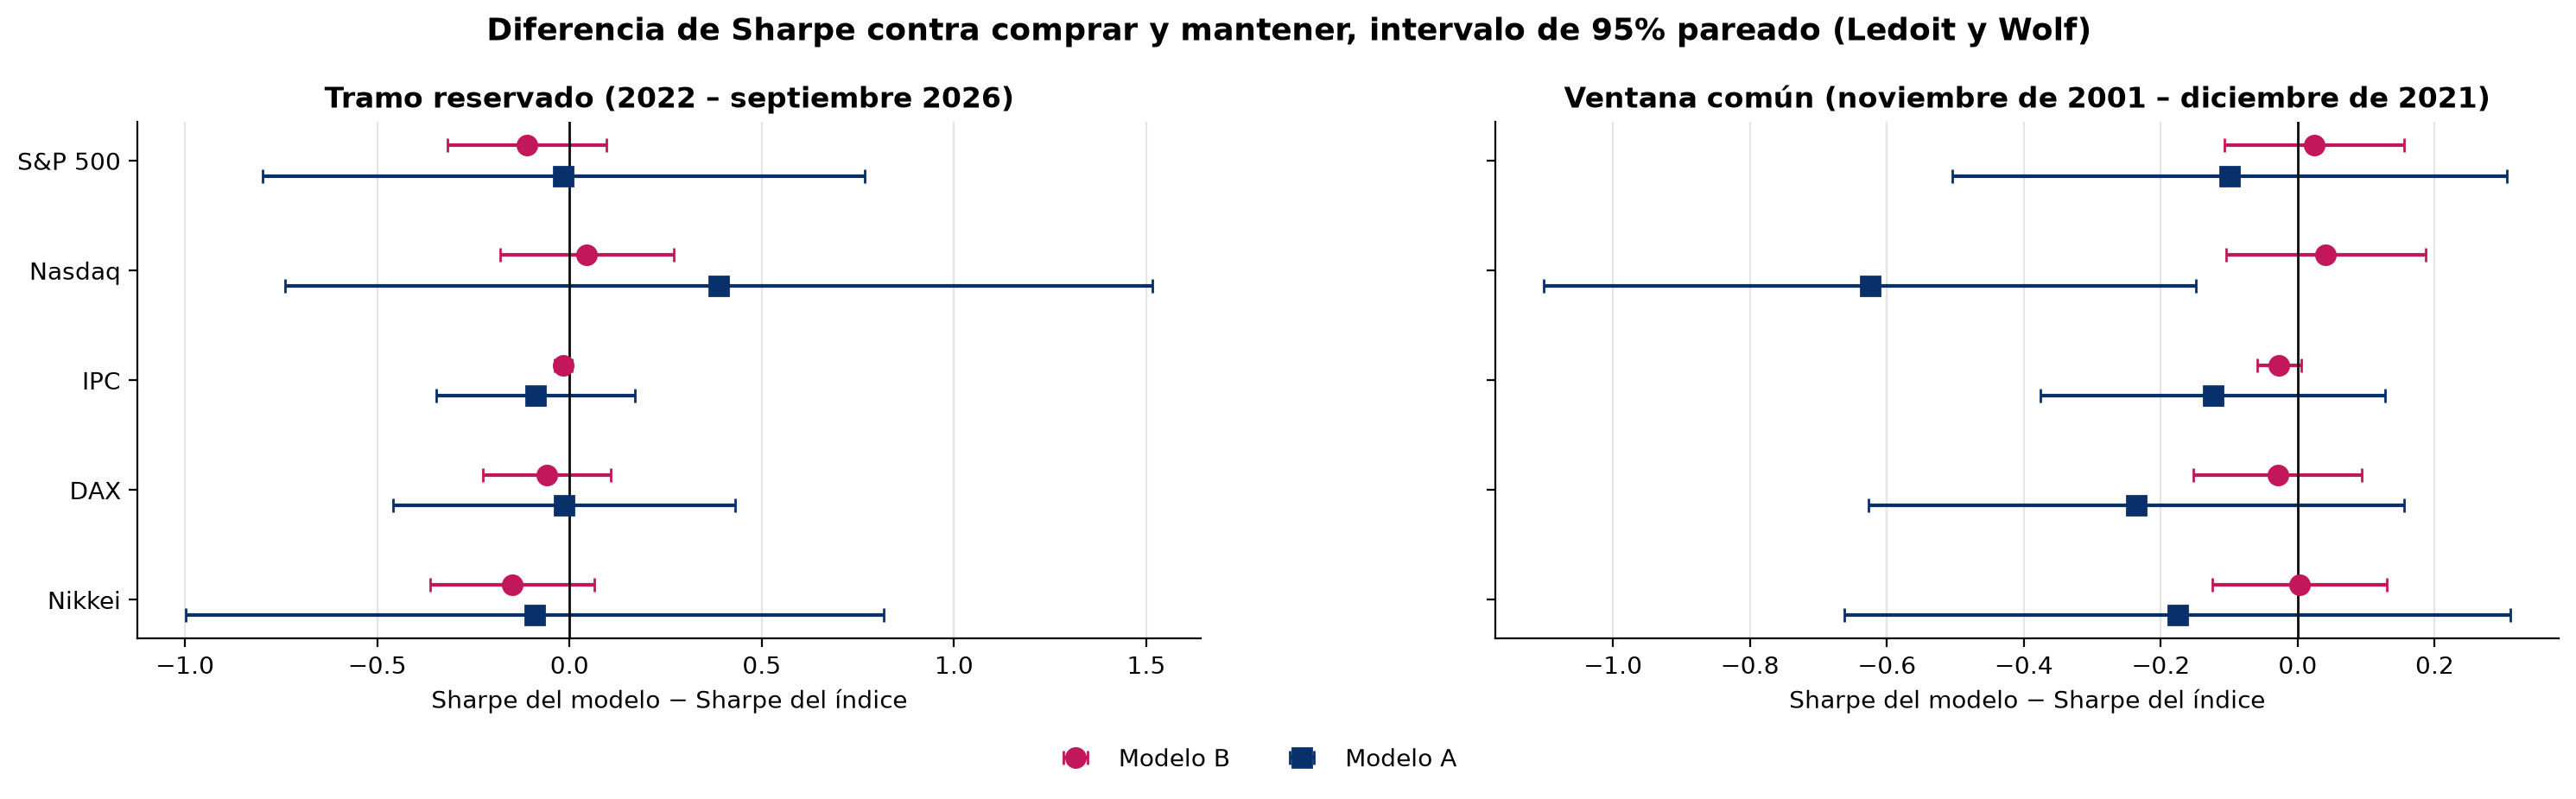 Diferencia de Sharpe contra comprar y mantener, intervalo de 95% pareado (Ledoit y Wolf)
Tramo reservado (2022 – septiembre 2026)
S&P 500
Nasdaq
IPC
DAX
Nikkei
−1.0 −0.5 0.0 0.5 1.0 1.5
Sharpe del modelo − Sharpe del índice
Ventana común (noviembre de 2001 – diciembre de 2021)
−1.0 −0.8 −0.6 −0.4 −0.2 0.0 0.2
Sharpe del modelo − Sharpe del índice
Modelo B Modelo A